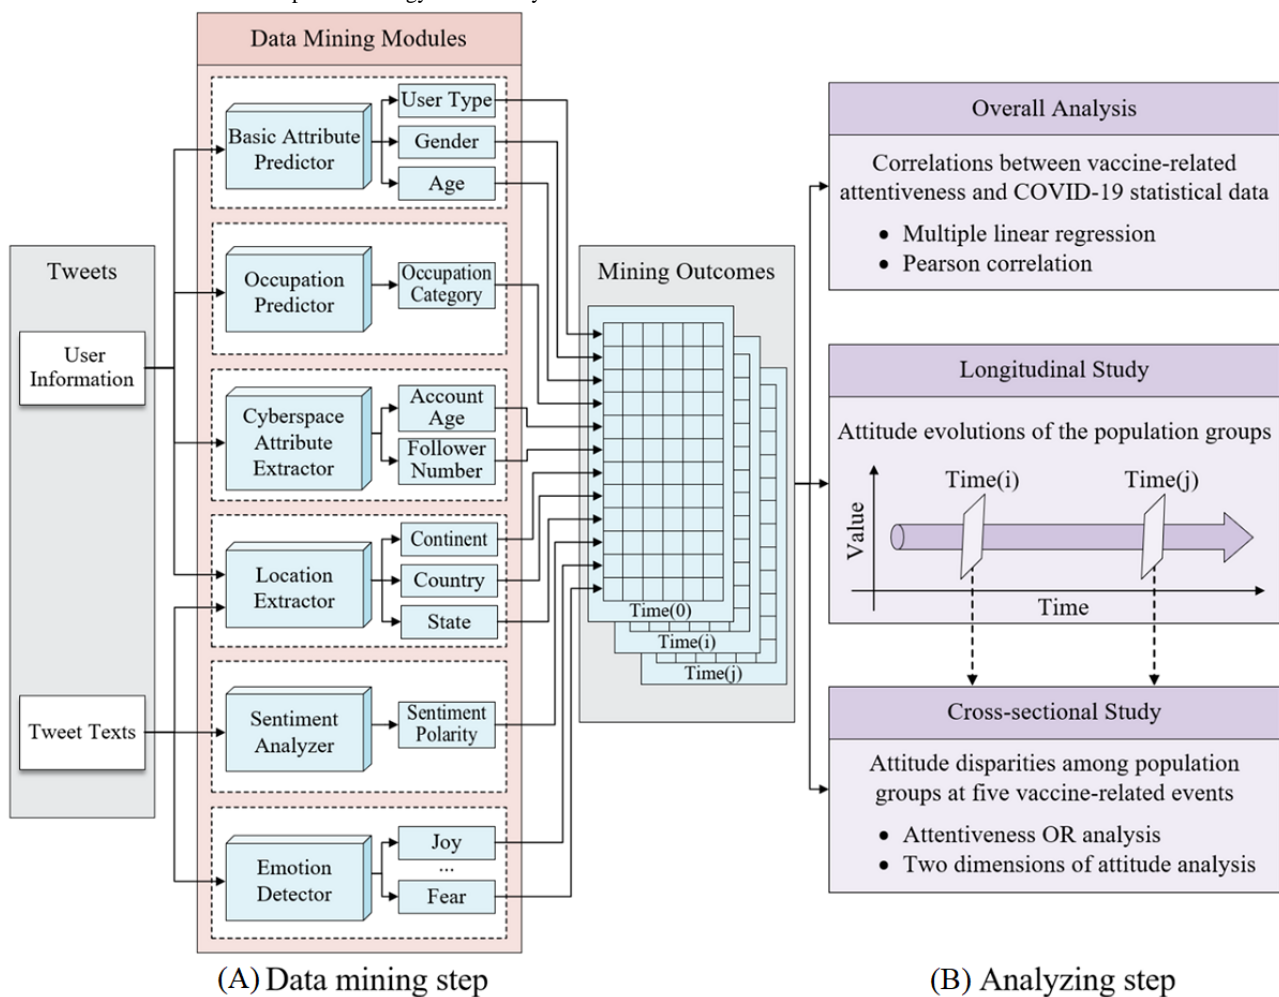 Data Mining Modules
Basic Attribute
Predictor
User Type
Gender
Age
Occupation
Predictor
Occupation
Category
Cyberspace
Attribute
Extractor
Account
Age
Follower
Number
Location
Extractor
Continent
Country
State
Sentiment
Analyzer
Sentiment
Polarity
Emotion
Detector
Joy
...
Fear
Tweets
User
Information
Tweet Texts
Mining Outcomes
Time(0)
Time(i)
Time(j)
Overall Analysis
Correlations between vaccine-related
attentiveness and COVID-19 statistical data
• Multiple linear regression
• Pearson correlation
Longitudinal Study
Attitude evolutions of the population groups
Value
Time(i)
Time(j)
Time
Cross-sectional Study
Attitude disparities among population
groups at five vaccine-related events
• Attentiveness OR analysis
• Two dimensions of attitude analysis
(A) Data mining step
(B) Analyzing step